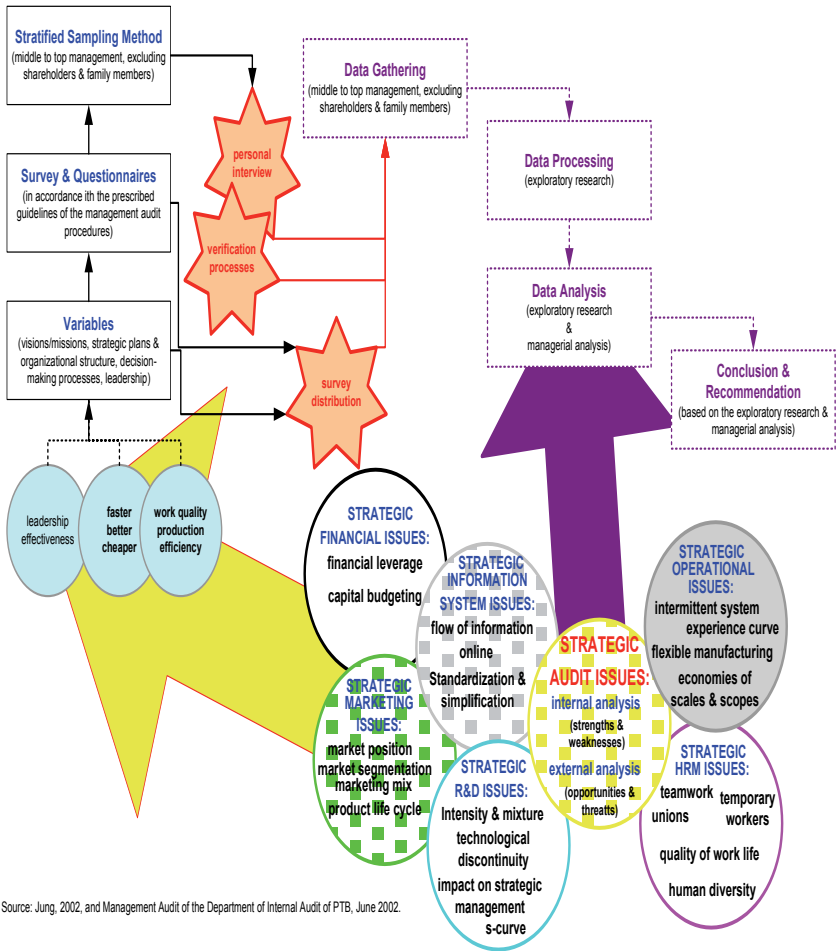 Stratified Sampling Method
(middle to top management, excluding
shareholders & family members)
Data Gathering
(middle to top management, excluding
shareholders & family members)
personal
interview
Data Processing
(exploratory research)
Survey & Questionnaires
(in accordance ith the prescribed
guidelines of the management audit
procedures)
verification
processes
Data Analysis
(exploratory research
&
managerial analysis)
Variables
(visions/missions, strategic plans &
organizational structure, decision-
making processes, leadership)
survey
distribution
Conclusion &
Recommendation
(based on the exploratory research &
managerial analysis)
leadership
effectiveness
faster
better
cheaper
work quality
production
efficiency
STRATEGIC
FINANCIAL ISSUES:
financial leverage
capital budgeting
STRATEGIC
INFORMATION
SYSTEM ISSUES:
flow of information
online
Standardization &
simplification
STRATEGIC
OPERATIONAL
ISSUES:
intermittent system
experience curve
flexible manufacturing
economies of
scales & scopes
STRATEGIC
AUDIT ISSUES:
internal analysis
(strengths &
weaknesses)
external analysis
(opportunities &
threatts)
STRATEGIC
MARKETING
ISSUES:
market position
market segmentation
marketing mix
product life cycle
STRATEGIC
R&D ISSUES:
Intensity & mixture
technological
discontinuity
impact on strategic
management
s-curve
STRATEGIC
HRM ISSUES:
teamwork
temporary
workers
unions
quality of work life
human diversity
Source: Jung, 2002, and Management Audit of the Department of Internal Audit of PTB, June 2002.